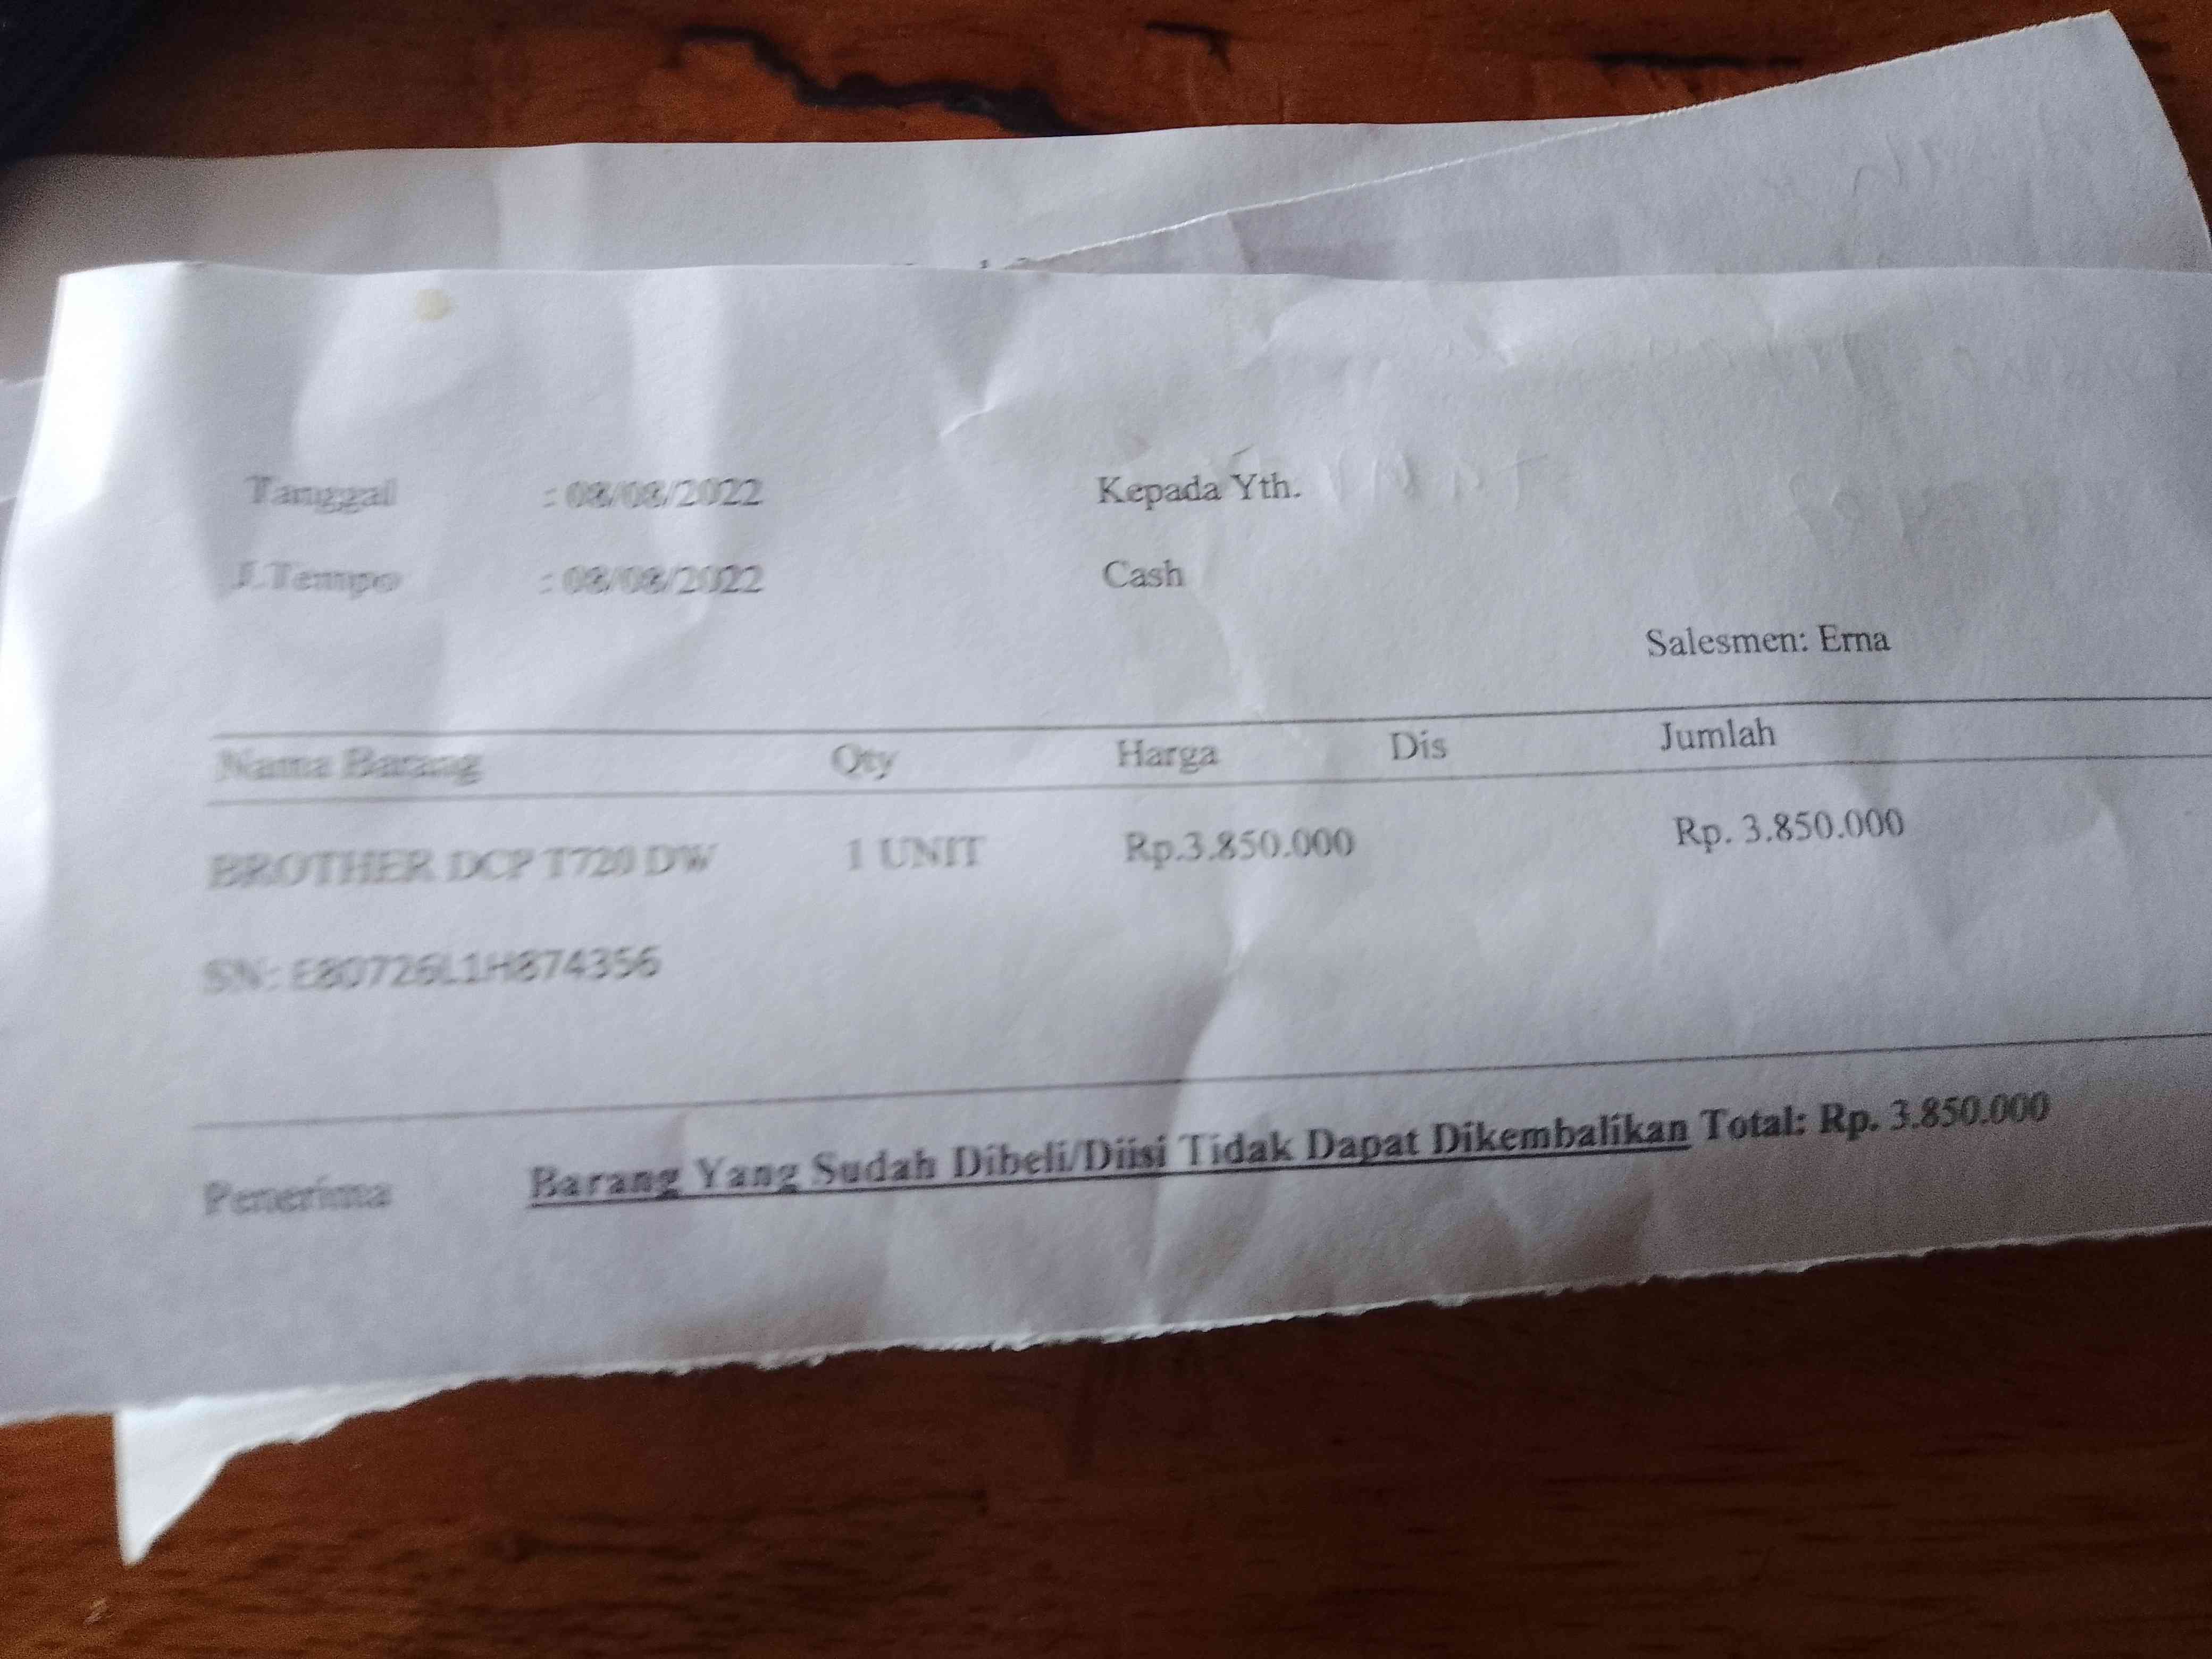 Tanggal : 08/08/2022 Kepada Yth.
J.Tempo : 08/08/2022 Cash
Salesmen: Erna
Nama Barang Qty Harga Dis Jumlah
BROTHER DCP T720 DW 1 UNIT Rp.3.850.000 Rp. 3.850.000
SN: E80726L1H874356
Penerima Barang Yang Sudah Dibeli/Diisi Tidak Dapat Dikembalikan Total: Rp. 3.850.000